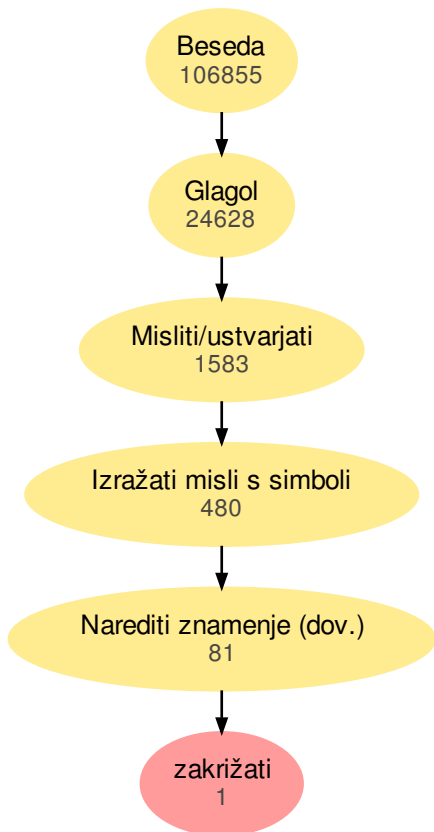 Beseda
106855
Glagol
24628
Misliti/ustvarjati
1583
Izražati misli s simboli
480
Narediti znamenje (dov.)
81
zakrižati
1